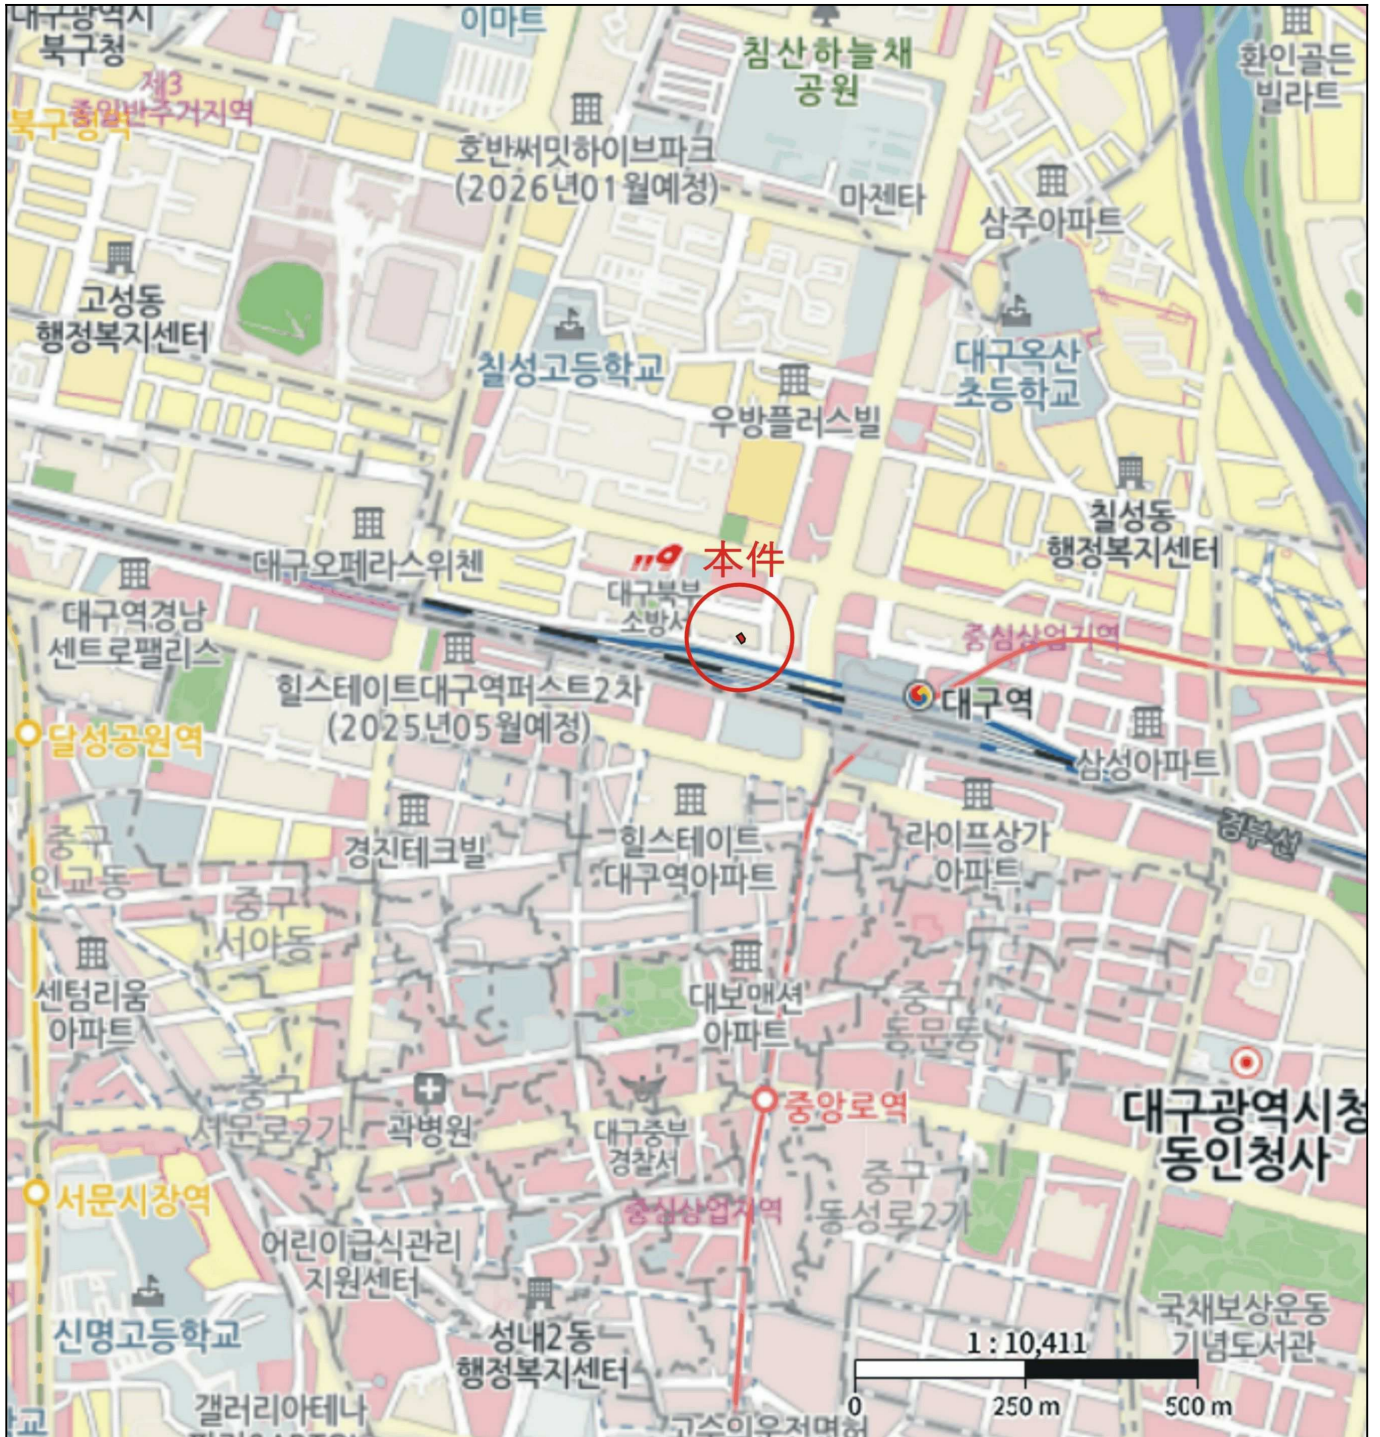 대구광역시
북구청
이마트
침산하늘채
공원
환인골든
빌라트
제3
종일반주거지역
북구청역
호반써밋하이브파크
(2026년01월예정)
마젠타
삼주아파트
고성동
행정복지센터
칠성고등학교
대구옥산
초등학교
우방플러스빌
칠성동
행정복지센터
대구오페라스위첸
119
本件
대구북부
소방서
대구역경남
센트로팰리스
중심상업지역
힐스테이트대구역퍼스트2차
(2025년05월예정)
대구역
달성공원역
삼성아파트
경부선
중구
인교동
경진테크빌
힐스테이트
대구역아파트
라이프상가
아파트
중구
서야동
센텀리움
아파트
대보맨션
아파트
중구
동문동
중구
서문로2가
곽병원
대구중부
경찰서
중앙로역
대구광역시청
동인청사
서문시장역
중심상업지역
중구
동성로2가
어린이급식관리
지원센터
신명고등학교
성내2동
행정복지센터
국채보상운동
기념도서관
1 : 10,411
0 250 m 500 m
갤러리아테나
교